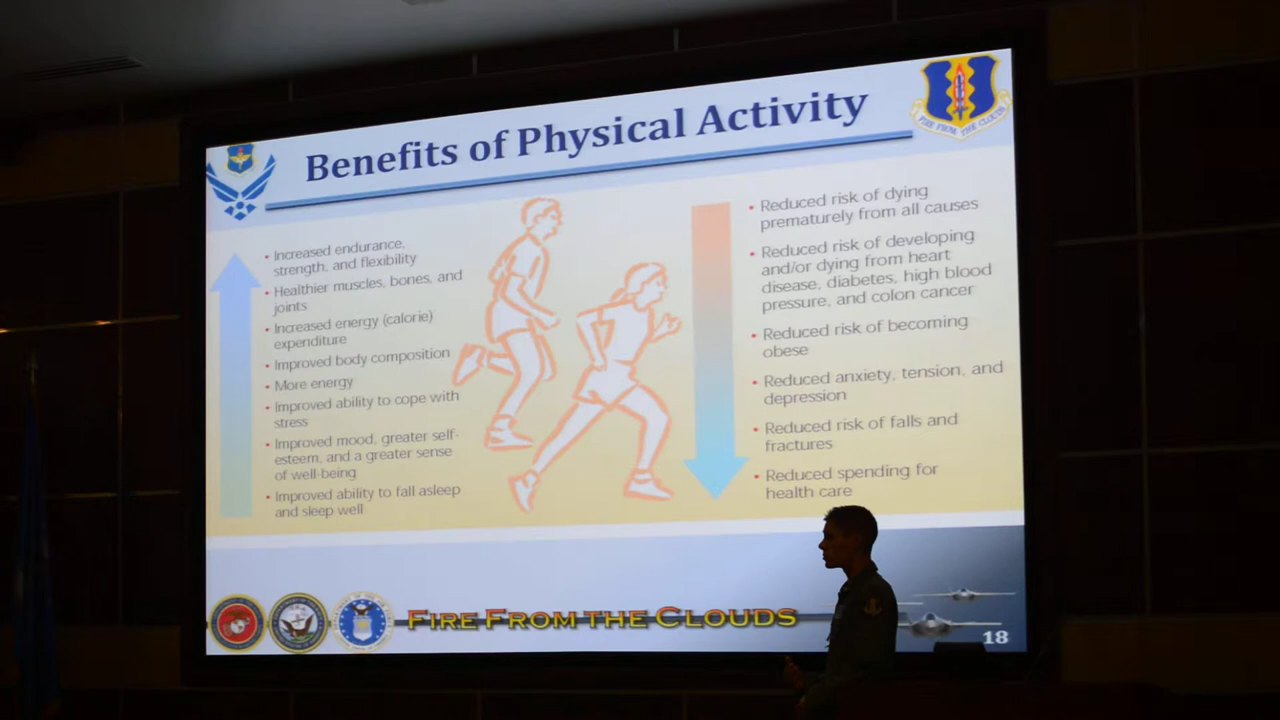 Benefits of Physical Activity
FIRE FROM THE CLOUDS
• Increased endurance,
strength, and flexibility
• Healthier muscles, bones, and
joints
• Increased energy (calorie)
expenditure
• Improved body composition
• More energy
• Improved ability to cope with
stress
• Improved mood, greater self-
esteem, and a greater sense
of well-being
• Improved ability to fall asleep
and sleep well
• Reduced risk of dying
prematurely from all causes
• Reduced risk of developing
and/or dying from heart
disease, diabetes, high blood
pressure, and colon cancer
• Reduced risk of becoming
obese
• Reduced anxiety, tension, and
depression
• Reduced risk of falls and
fractures
• Reduced spending for
health care
FIRE FROM THE CLOUDS
18